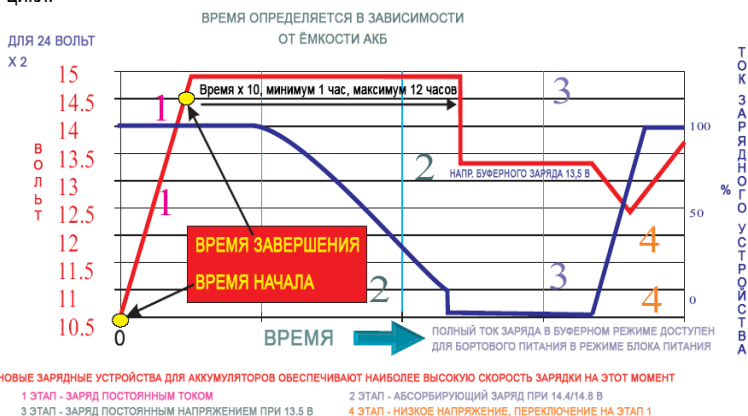 ВРЕМЯ ОПРЕДЕЛЯЕТСЯ В ЗАВИСИМОСТИ
ОТ ЁМКОСТИ АКБ
ДЛЯ 24 ВОЛЬТ
X 2
ВОЛЬТ
15
14.5
14
13.5
13
12.5
12
11.5
11
10.5
1
1
Время x 10, минимум 1 час, максимум 12 часов
3
2
НАПР. БУФЕРНОГО ЗАРЯДА 13,5 В
ВРЕМЯ ЗАВЕРШЕНИЯ
ВРЕМЯ НАЧАЛА
2
3
4
4
100
50
0
%
ТОК ЗАРЯДНОГО УСТРОЙСТВА
0
ВРЕМЯ
ПОЛНЫЙ ТОК ЗАРЯДА В БУФЕРНОМ РЕЖИМЕ ДОСТУПЕН
ДЛЯ БОРТОВОГО ПИТАНИЯ В РЕЖИМЕ БЛОКА ПИТАНИЯ
НОВЫЕ ЗАРЯДНЫЕ УСТРОЙСТВА ДЛЯ АККУМУЛЯТОРОВ ОБЕСПЕЧИВАЮТ НАИБОЛЕЕ ВЫСОКУЮ СКОРОСТЬ ЗАРЯДКИ НА ЭТОТ МОМЕНТ
1 ЭТАП - ЗАРЯД ПОСТОЯННЫМ ТОКОМ
2 ЭТАП - АБСОРБИРУЮЩИЙ ЗАРЯД ПРИ 14.4/14.8 В
3 ЭТАП - ЗАРЯД ПОСТОЯННЫМ НАПРЯЖЕНИЕМ ПРИ 13.5 В
4 ЭТАП - НИЗКОЕ НАПРЯЖЕНИЕ, ПЕРЕКЛЮЧЕНИЕ НА ЭТАП 1